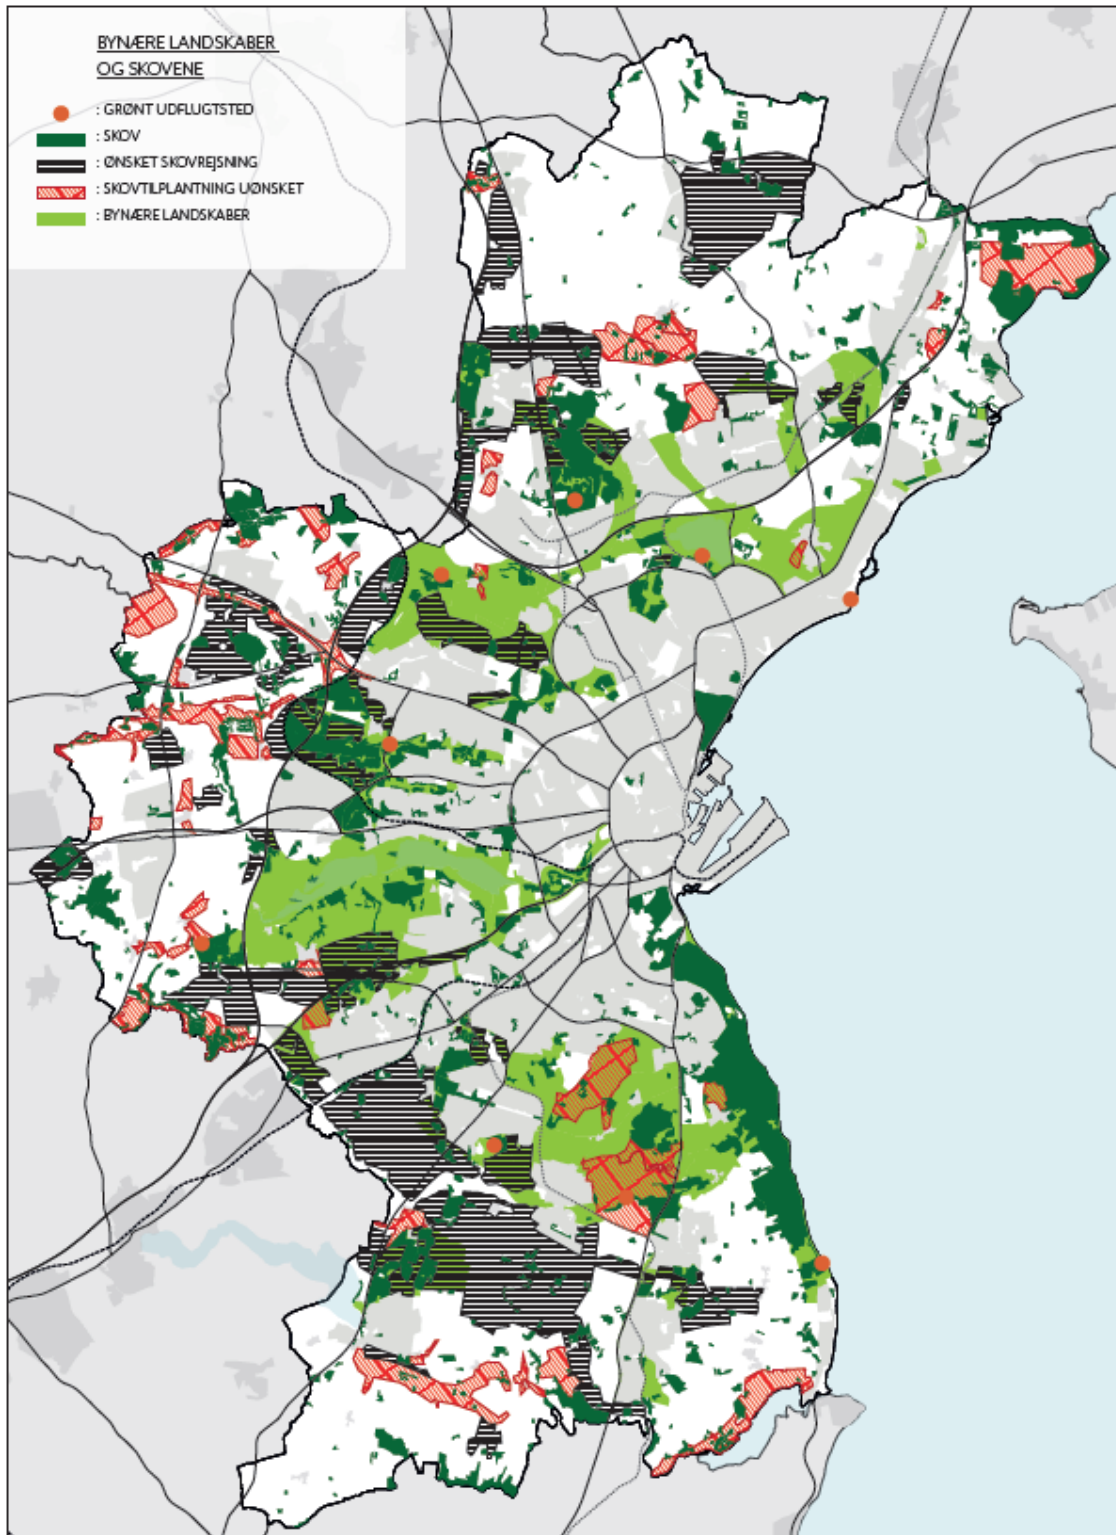 BYNÆRE LANDSKABER
OG SKOVENE
: GRØNT UDFLUGTSTED
: SKOV
: ØNSKET SKOVREJSNING
: SKOVTILPLANTNING UØNSKET
: BYNÆRE LANDSKABER